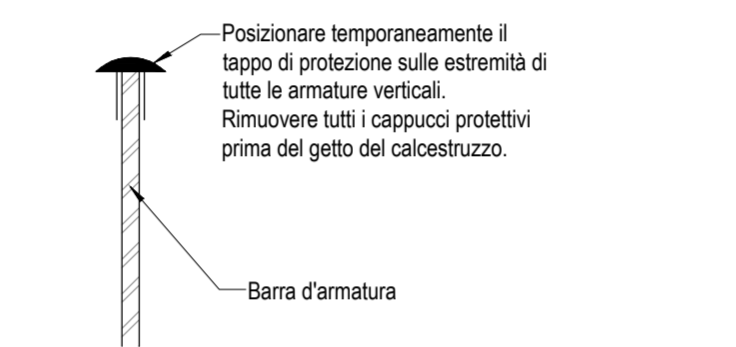 Posizionare temporaneamente il
tappo di protezione sulle estremità di
tutte le armature verticali.
Rimuovere tutti i cappucci protettivi
prima del getto del calcestruzzo.
Barra d'armatura